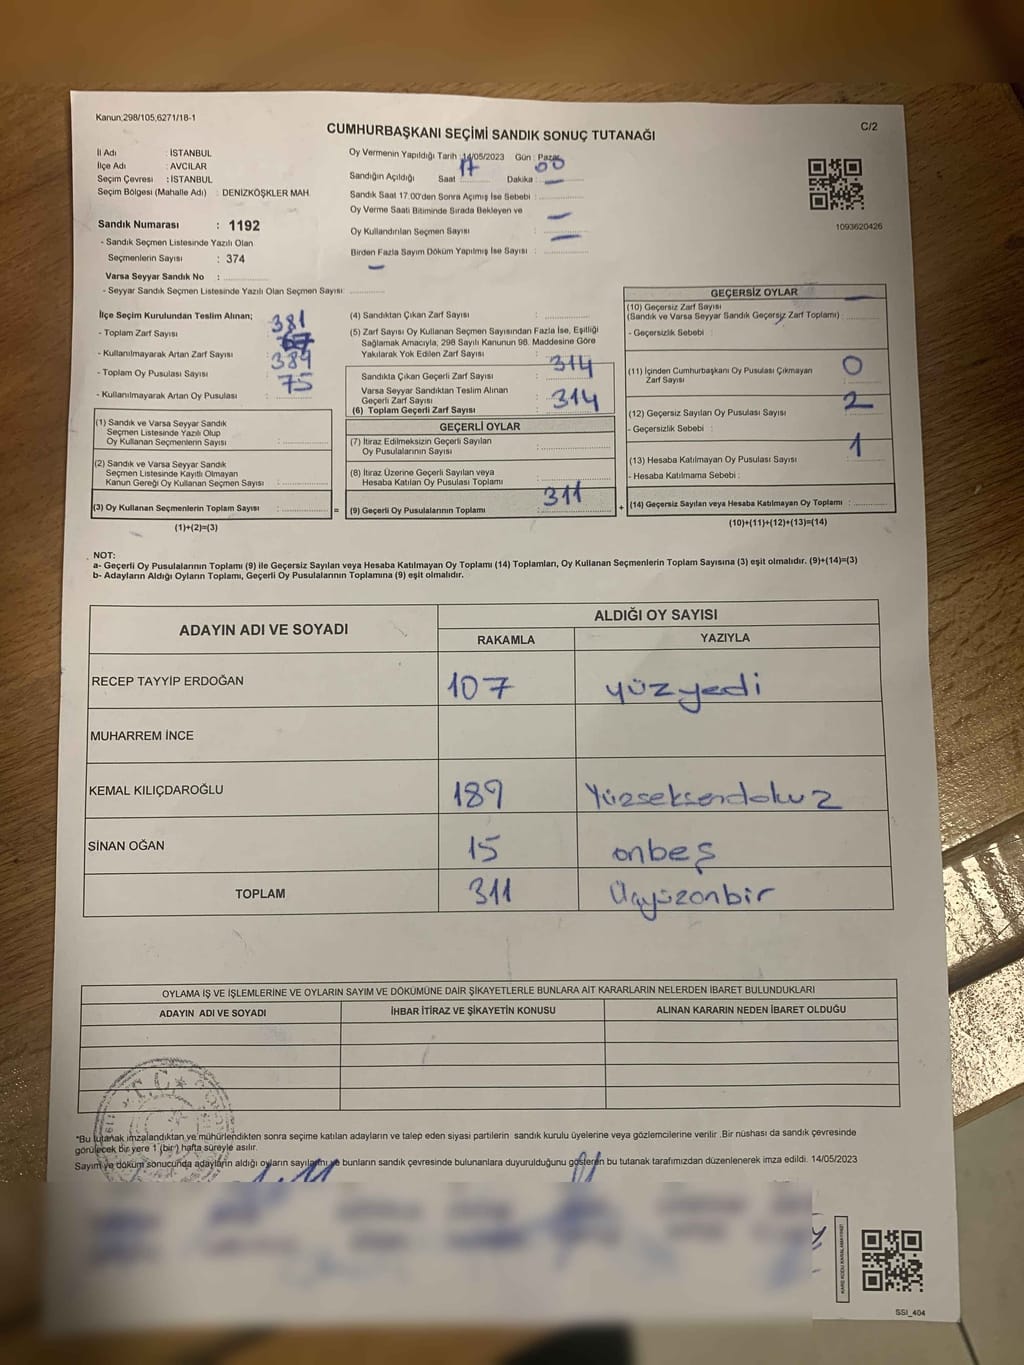 Kanun,298/105,6271/18-1
CUMHURBAŞKANI SEÇİMİ SANDIK SONUÇ TUTANAĞI
C/2
İl Adı : İSTANBUL
İlçe Adı : AVCILAR
Seçim Çevresi : İSTANBUL
Seçim Bölgesi (Mahalle Adı) : DENİZKÖŞKLER MAH.
Sandık Numarası : 1192
- Sandık Seçmen Listesinde Yazılı Olan
Seçmenlerin Sayısı : 374
Varsa Seyyar Sandık No :
- Seyyar Sandık Seçmen Listesinde Yazılı Olan Seçmen Sayısı:
Oy Vermenin Yapıldığı Tarih : 14/05/2023 Gün : Pazar
Sandığın Açıldığı Saat 17 Dakika : 00
Sandık Saat 17.00'den Sonra Açımış İse Sebebi :
Oy Verme Saati Bitiminde Sırada Bekleyen ve
Oy Kullandırılan Seçmen Sayısı : —
Birden Fazla Sayım Döküm Yapılmış İse Sayısı : —
1093620426
İlçe Seçim Kurulundan Teslim Alınan;
- Toplam Zarf Sayısı 381
- Kullanılmayarak Artan Zarf Sayısı 67
- Toplam Oy Pusulası Sayısı 389
- Kullanılmayarak Artan Oy Pusulası 75
(1) Sandık ve Varsa Seyyar Sandık
Seçmen Listesinde Yazılı Olup
Oy Kullanan Seçmenlerin Sayısı :
(2) Sandık ve Varsa Seyyar Sandık
Seçmen Listesinde Kayıtlı Olmayan
Kanun Gereği Oy Kullanan Seçmen Sayısı :
(3) Oy Kullanan Seçmenlerin Toplam Sayısı :
=
(1)+(2)=(3)
(4) Sandıktan Çıkan Zarf Sayısı :
(5) Zarf Sayısı Oy Kullanan Seçmen Sayısından Fazla İse, Eşitliği
Sağlamak Amacıyla, 298 Sayılı Kanunun 98. Maddesine Göre
Yakılarak Yok Edilen Zarf Sayısı :
Sandıkta Çıkan Geçerli Zarf Sayısı : 314
Varsa Seyyar Sandıktan Teslim Alınan
Geçerli Zarf Sayısı :
(6) Toplam Geçerli Zarf Sayısı : 314
GEÇERLİ OYLAR
(7) İtiraz Edilmeksizin Geçerli Sayılan
Oy Pusulalarının Sayısı :
(8) İtiraz Üzerine Geçerli Sayılan veya
Hesaba Katılan Oy Pusulası Toplamı :
(9) Geçerli Oy Pusulalarının Toplamı : 311
+
GEÇERSİZ OYLAR
(10) Geçersiz Zarf Sayısı —
(Sandık ve Varsa Seyyar Sandık Geçersiz Zarf Toplamı) :
- Geçersizlik Sebebi :
(11) İçinden Cumhurbaşkanı Oy Pusulası Çıkmayan
Zarf Sayısı : 0
(12) Geçersiz Sayılan Oy Pusulası Sayısı : 2
- Geçersizlik Sebebi :
(13) Hesaba Katılmayan Oy Pusulası Sayısı : 1
- Hesaba Katılmama Sebebi :
(14) Geçersiz Sayılan veya Hesaba Katılmayan Oy Toplamı :
(10)+(11)+(12)+(13)=(14)
NOT:
a- Geçerli Oy Pusulalarının Toplamı (9) ile Geçersiz Sayılan veya Hesaba Katılmayan Oy Toplamı (14) Toplamları, Oy Kullanan Seçmenlerin Toplam Sayısına (3) eşit olmalıdır. (9)+(14)=(3)
b- Adayların Aldığı Oyların Toplamı, Geçerli Oy Pusulalarının Toplamına (9) eşit olmalıdır.
ADAYIN ADI VE SOYADI ALDIĞI OY SAYISI
RAKAMLA YAZIYLA
RECEP TAYYİP ERDOĞAN 107 yüzyedi
MUHARREM İNCE
KEMAL KILIÇDAROĞLU 189 Yüzseksendokuz
SİNAN OĞAN 15 onbeş
TOPLAM 311 Üçyüzonbir
OYLAMA İŞ VE İŞLEMLERİNE VE OYLARIN SAYIM VE DÖKÜMÜNE DAİR ŞİKAYETLERLE BUNLARA AİT KARARLARIN NELERDEN İBARET BULUNDUKLARI
ADAYIN ADI VE SOYADI İHBAR İTİRAZ VE ŞİKAYETİN KONUSU ALINAN KARARIN NEDEN İBARET OLDUĞU
T.C.
*Bu tutanak imzalandıktan ve mühürlendikten sonra seçime katılan adayların ve talep eden siyasi partilerin sandık kurulu üyelerine veya gözlemcilerine verilir .Bir nüshası da sandık çevresinde
görülecek bir yere 1 (bir) hafta süreyle asılır.
Sayım ve döküm sonucunda adayların aldığı oyların sayılarını ve bunların sandık çevresinde bulunanlara duyurulduğunu gösteren bu tutanak tarafımızdan düzenlenerek imza edildi. 14/05/2023
SSI_404